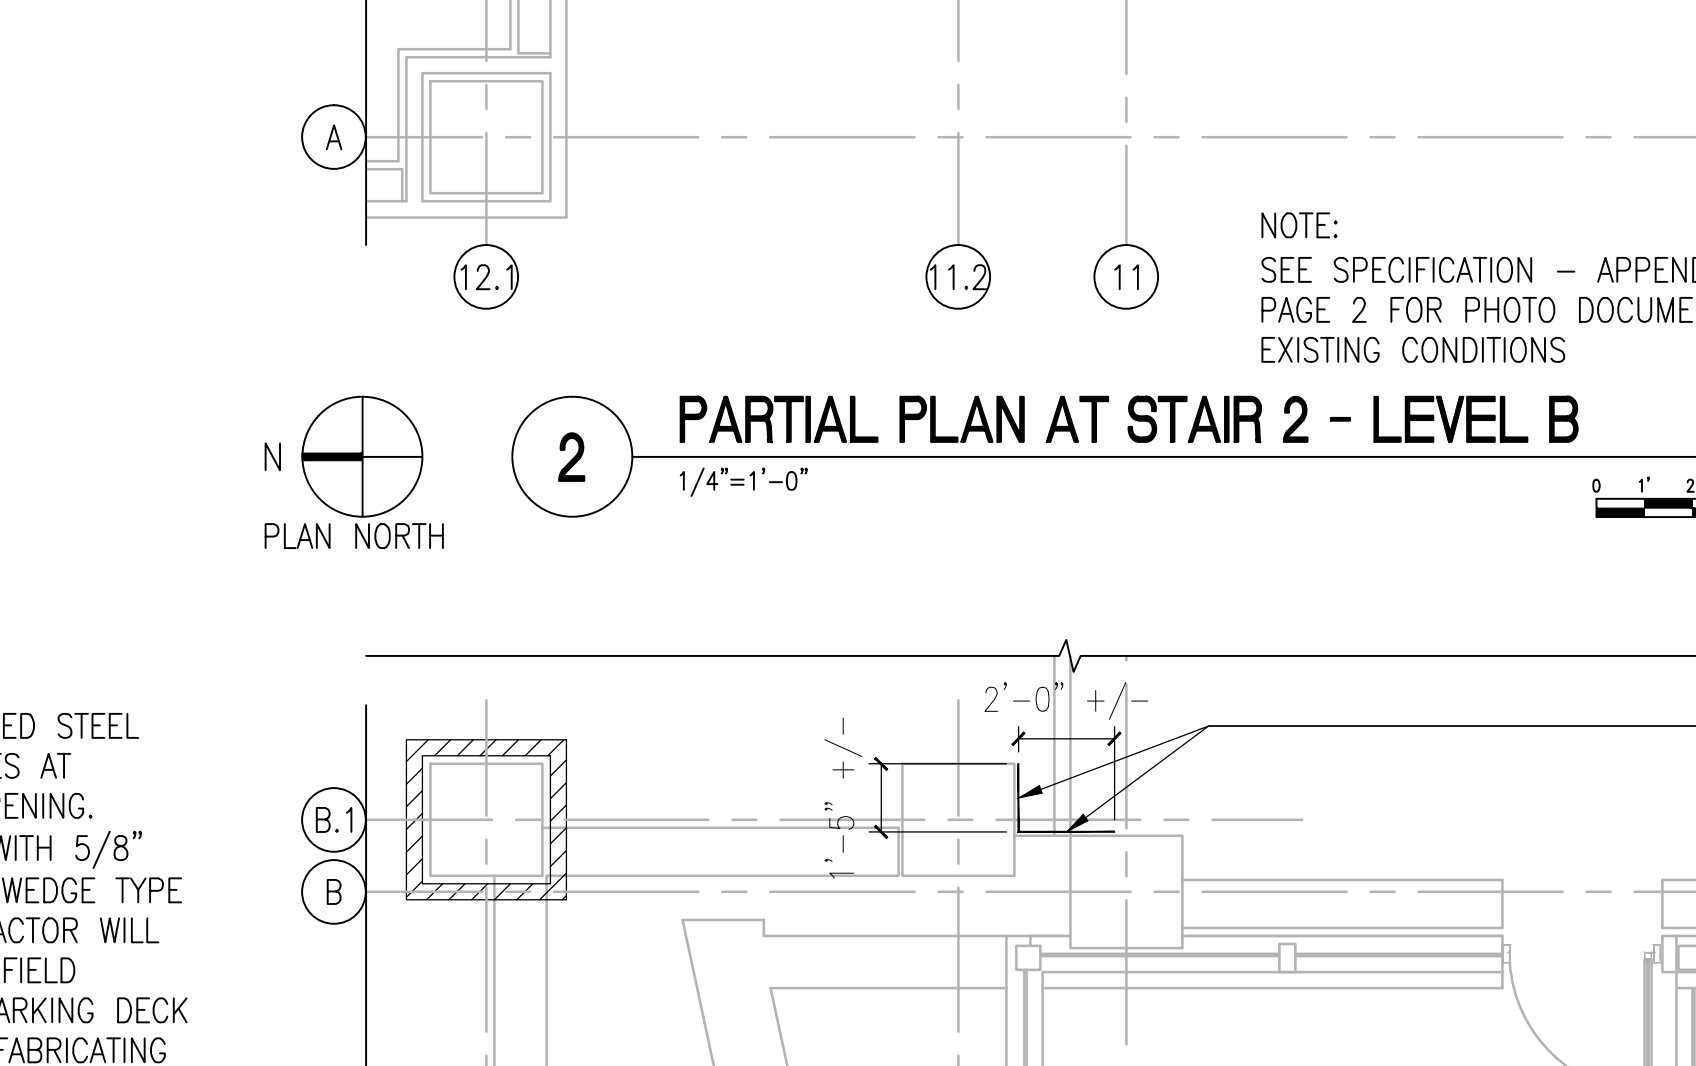 A
12.1
11.2
11
NOTE:
SEE SPECIFICATION – APPEND
PAGE 2 FOR PHOTO DOCUME
EXISTING CONDITIONS
N
PLAN NORTH
2
PARTIAL PLAN AT STAIR 2 - LEVEL B
1/4"=1'-0"
0 1' 2
2'-0" +/-
1'-5" +/-
ED STEEL
ES AT
PENING.
WITH 5/8"
WEDGE TYPE
ACTOR WILL
FIELD
ARKING DECK
FABRICATING
B.1
B